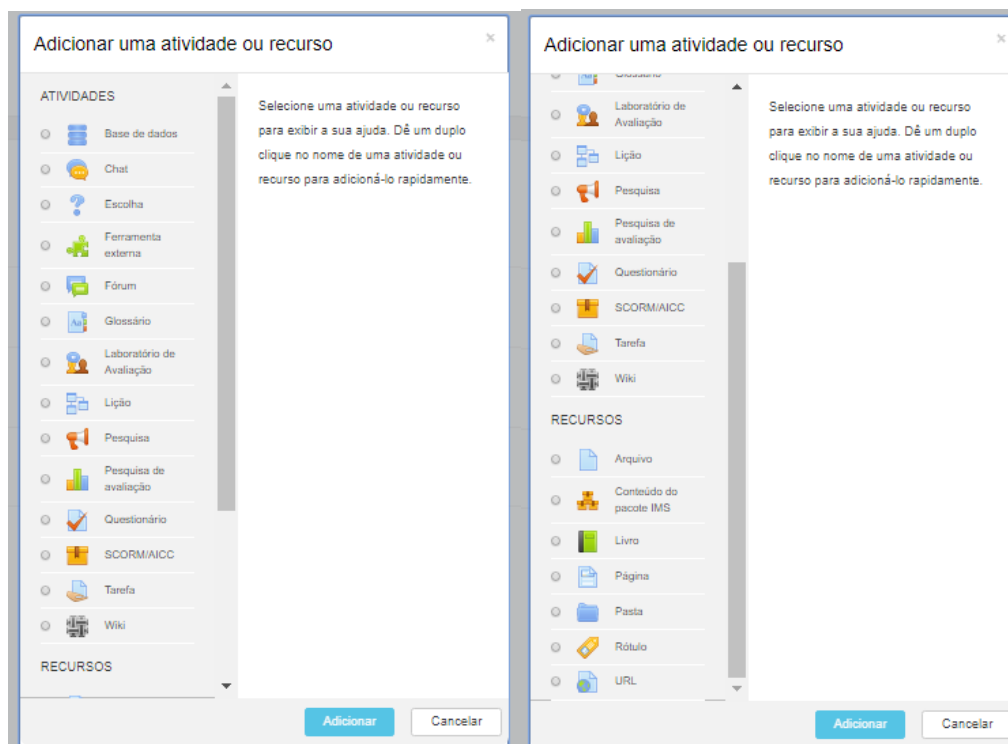 Adicionar uma atividade ou recurso
×
ATIVIDADES
Base de dados
Chat
Escolha
Ferramenta
externa
Fórum
Glossário
Laboratório de
Avaliação
Lição
Pesquisa
Pesquisa de
avaliação
Questionário
SCORM/AICC
Tarefa
Wiki
RECURSOS
Selecione uma atividade ou recurso
para exibir a sua ajuda. Dê um duplo
clique no nome de uma atividade ou
recurso para adicioná-lo rapidamente.
Adicionar
Cancelar
Adicionar uma atividade ou recurso
×
Glossário
Laboratório de
Avaliação
Lição
Pesquisa
Pesquisa de
avaliação
Questionário
SCORM/AICC
Tarefa
Wiki
RECURSOS
Arquivo
Conteúdo do
pacote IMS
Livro
Página
Pasta
Rótulo
URL
Selecione uma atividade ou recurso
para exibir a sua ajuda. Dê um duplo
clique no nome de uma atividade ou
recurso para adicioná-lo rapidamente.
Adicionar
Cancelar